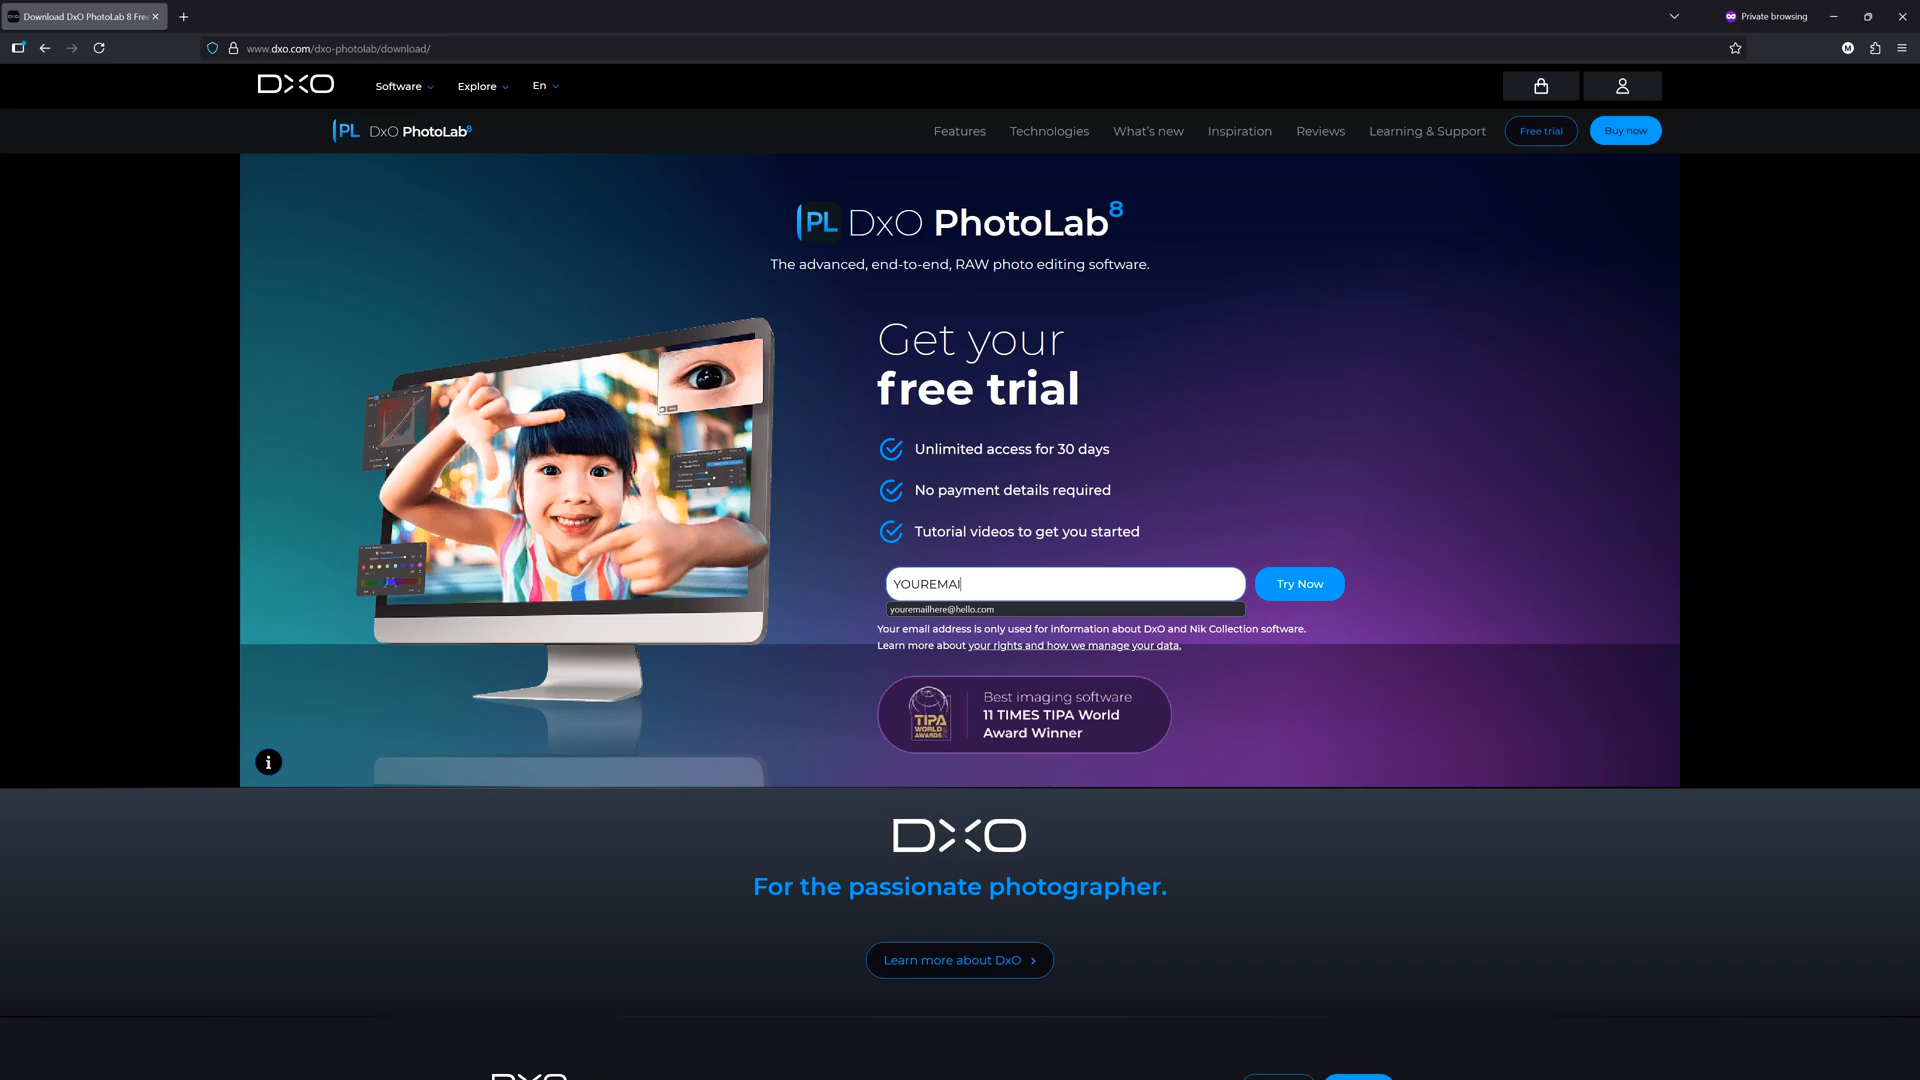 Download DxO PhotoLab 8 Fre
Private browsing
www.dxo.com/dxo-photolab/download/
M
DXO
Software
Explore
En
PL DxO PhotoLab8
Features
Technologies
What's new
Inspiration
Reviews
Learning & Support
Free trial
Buy now
PL DxO PhotoLab8
The advanced, end-to-end, RAW photo editing software.
Get your
free trial
Unlimited access for 30 days
No payment details required
Tutorial videos to get you started
YOUREMAI
Try Now
youremailhere@hello.com
Your email address is only used for information about DxO and Nik Collection software.
Learn more about your rights and how we manage your data.
TIPA
WORLD
AWARDS
Best imaging software
11 TIMES TIPA World
Award Winner
i
DXO
For the passionate photographer.
Learn more about DxO
DXO